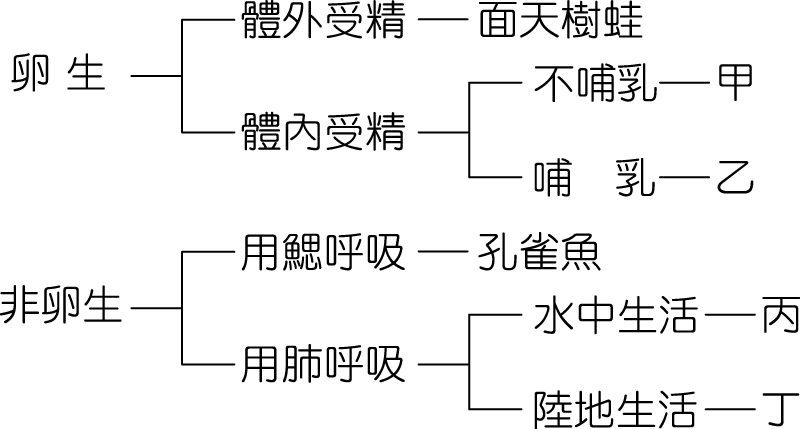 體外受精 面天樹蛙
卵生
不哺乳 甲
體內受精
哺乳 乙
用鰓呼吸 孔雀魚
非卵生
水中生活 丙
用肺呼吸
陸地生活 丁